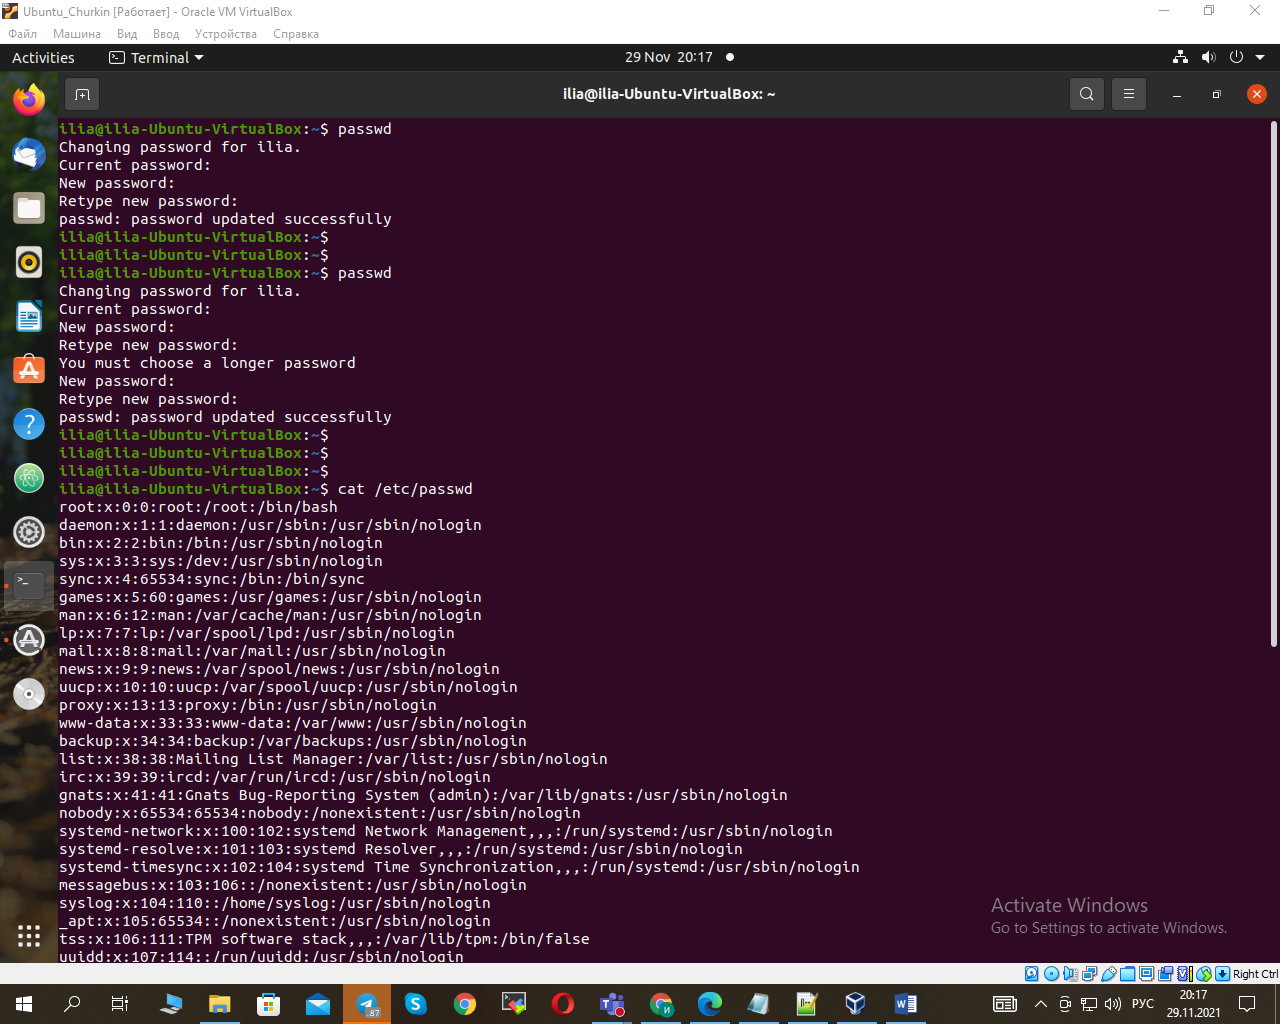 Ubuntu_Churkin [Работает] - Oracle VM VirtualBox
Файл Машина Вид Ввод Устройства Справка
Activities Terminal 29 Nov 20:17
ilia@ilia-Ubuntu-VirtualBox: ~
ilia@ilia-Ubuntu-VirtualBox:~$ passwd
Changing password for ilia.
Current password:
New password:
Retype new password:
passwd: password updated successfully
ilia@ilia-Ubuntu-VirtualBox:~$
ilia@ilia-Ubuntu-VirtualBox:~$
ilia@ilia-Ubuntu-VirtualBox:~$ passwd
Changing password for ilia.
Current password:
New password:
Retype new password:
You must choose a longer password
New password:
Retype new password:
passwd: password updated successfully
ilia@ilia-Ubuntu-VirtualBox:~$
ilia@ilia-Ubuntu-VirtualBox:~$
ilia@ilia-Ubuntu-VirtualBox:~$
ilia@ilia-Ubuntu-VirtualBox:~$ cat /etc/passwd
root:x:0:0:root:/root:/bin/bash
daemon:x:1:1:daemon:/usr/sbin:/usr/sbin/nologin
bin:x:2:2:bin:/bin:/usr/sbin/nologin
sys:x:3:3:sys:/dev:/usr/sbin/nologin
sync:x:4:65534:sync:/bin:/bin/sync
games:x:5:60:games:/usr/games:/usr/sbin/nologin
man:x:6:12:man:/var/cache/man:/usr/sbin/nologin
lp:x:7:7:lp:/var/spool/lpd:/usr/sbin/nologin
mail:x:8:8:mail:/var/mail:/usr/sbin/nologin
news:x:9:9:news:/var/spool/news:/usr/sbin/nologin
uucp:x:10:10:uucp:/var/spool/uucp:/usr/sbin/nologin
proxy:x:13:13:proxy:/bin:/usr/sbin/nologin
www-data:x:33:33:www-data:/var/www:/usr/sbin/nologin
backup:x:34:34:backup:/var/backups:/usr/sbin/nologin
list:x:38:38:Mailing List Manager:/var/list:/usr/sbin/nologin
irc:x:39:39:ircd:/var/run/ircd:/usr/sbin/nologin
gnats:x:41:41:Gnats Bug-Reporting System (admin):/var/lib/gnats:/usr/sbin/nologin
nobody:x:65534:65534:nobody:/nonexistent:/usr/sbin/nologin
systemd-network:x:100:102:systemd Network Management,,,:/run/systemd:/usr/sbin/nologin
systemd-resolve:x:101:103:systemd Resolver,,,:/run/systemd:/usr/sbin/nologin
systemd-timesync:x:102:104:systemd Time Synchronization,,,:/run/systemd:/usr/sbin/nologin
messagebus:x:103:106::/nonexistent:/usr/sbin/nologin
syslog:x:104:110::/home/syslog:/usr/sbin/nologin
_apt:x:105:65534::/nonexistent:/usr/sbin/nologin
tss:x:106:111:TPM software stack,,,:/var/lib/tpm:/bin/false
uuidd:x:107:114::/run/uuidd:/usr/sbin/nologin
Activate Windows
Go to Settings to activate Windows.
Right Ctrl
.87
РУС
20:17
29.11.2021